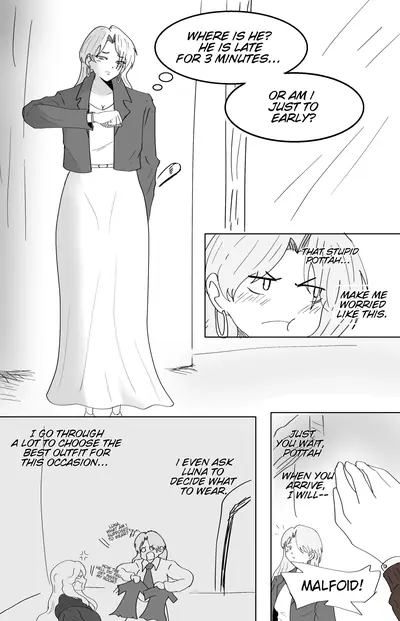 WHERE IS HE?
HE IS LATE
FOR 3 MINUTES...
OR AM I
JUST TO
EARLY?
THAT STUPID
POTTAH...
MAKE ME
WORRIED
LIKE THIS.
I GO THROUGH
A LOT TO CHOOSE THE
BEST OUTFIT FOR
THIS OCCASION...
I EVEN ASK
LUNA TO
DECIDE WHAT
TO WEAR.
JUST
YOU WAIT,
POTTAH
WHEN YOU
ARRIVE,
I WILL--
MALFOID!